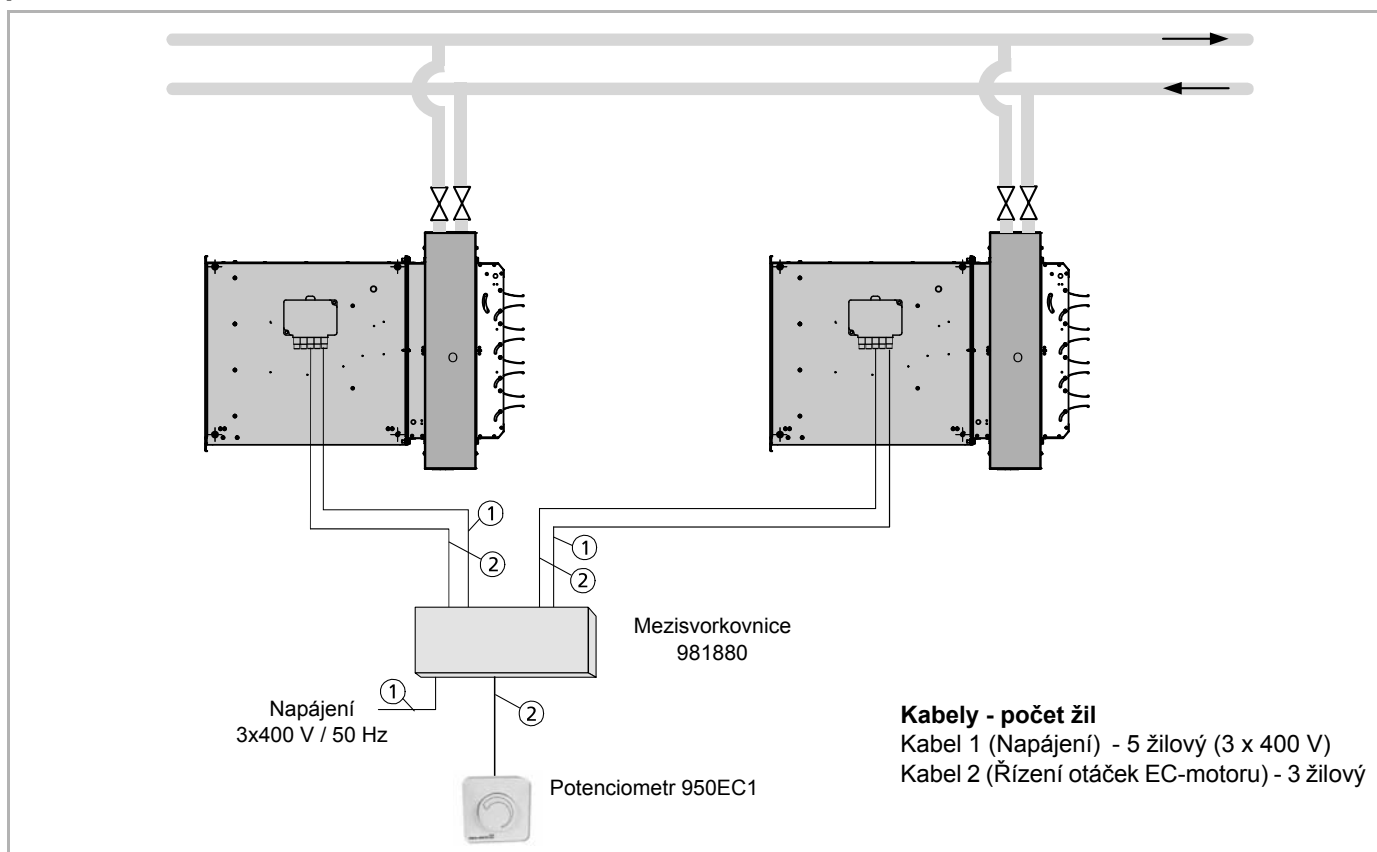 1
2
1
2
Mezisvorkovnice
981880
1
Napájení
3x400 V / 50 Hz
2
Potenciometr 950EC1
Kabely - počet žil
Kabel 1 (Napájení) - 5 žilový (3 x 400 V)
Kabel 2 (Řízení otáček EC-motoru) - 3 žilový